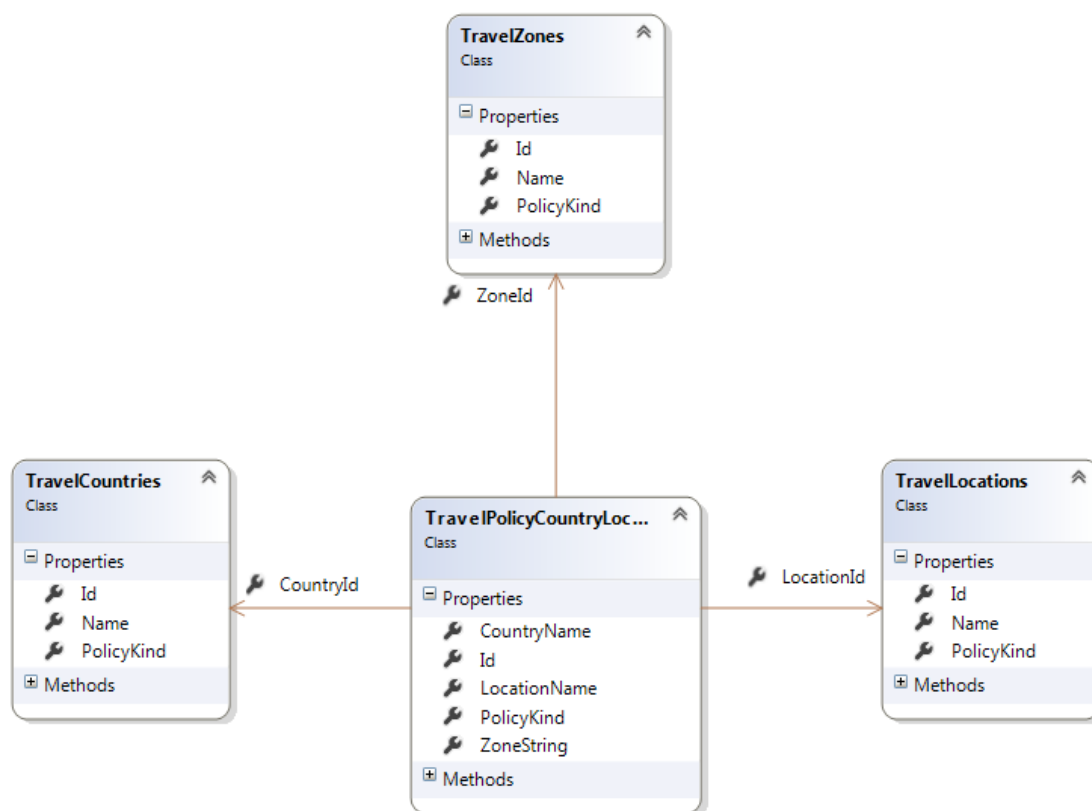 TravelZones
Class
Properties
Id
Name
PolicyKind
Methods
ZoneId
TravelCountries
Class
Properties
Id
Name
PolicyKind
Methods
CountryId
TravelPolicyCountryLoc...
Class
Properties
CountryName
Id
LocationName
PolicyKind
ZoneString
Methods
LocationId
TravelLocations
Class
Properties
Id
Name
PolicyKind
Methods